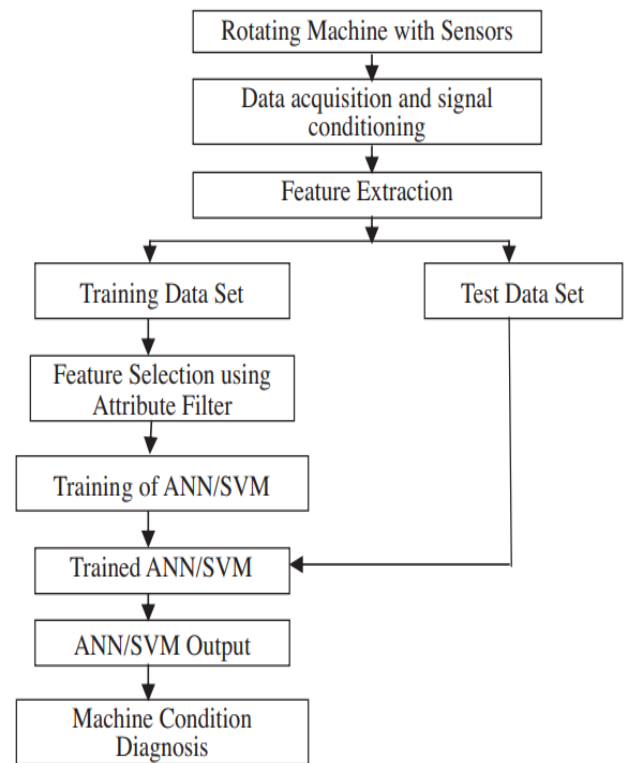 Rotating Machine with Sensors
Data acquisition and signal
conditioning
Feature Extraction
Training Data Set
Test Data Set
Feature Selection using
Attribute Filter
Training of ANN/SVM
Trained ANN/SVM
ANN/SVM Output
Machine Condition
Diagnosis